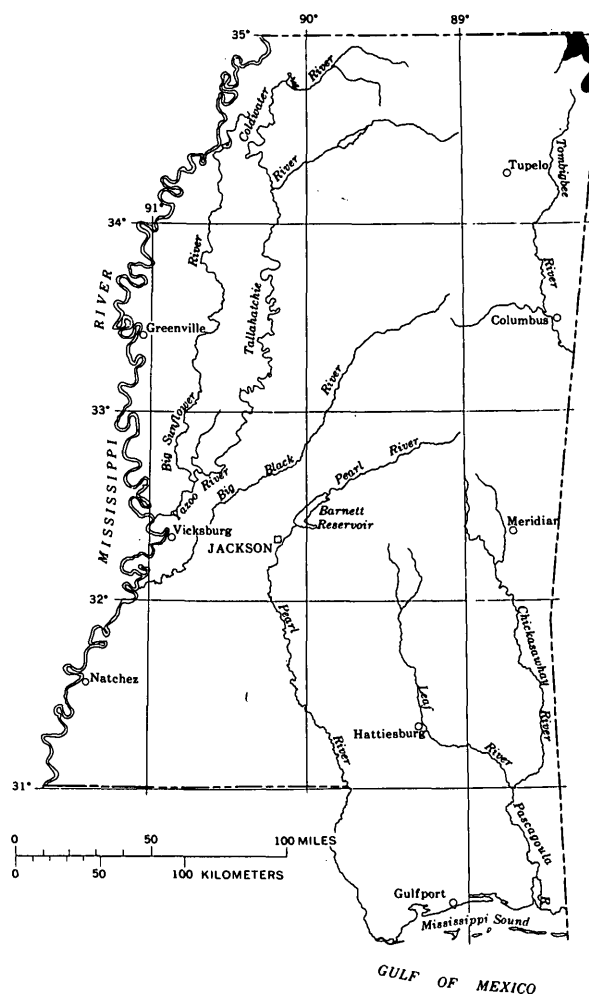 90°
89°
35°
River
Coldwater
River
Tupelo
Tombigbee
91°
34°
River
River
RIVER
Greenville
Tallahatchie
Columbus
River
33°
Big Sunflower
MISSISSIPPI
Yazoo River
Big Black
Pearl River
Barnett
Reservoir
Vicksburg
JACKSON
Meridian
32°
Pearl
Chickasawhay
Natchez
Leaf
Hattiesburg
River
River
River
31°
Pascagoula
0 50 100 MILES
0 50 100 KILOMETERS
Gulfport
R.
Mississippi Sound
GULF OF MEXICO